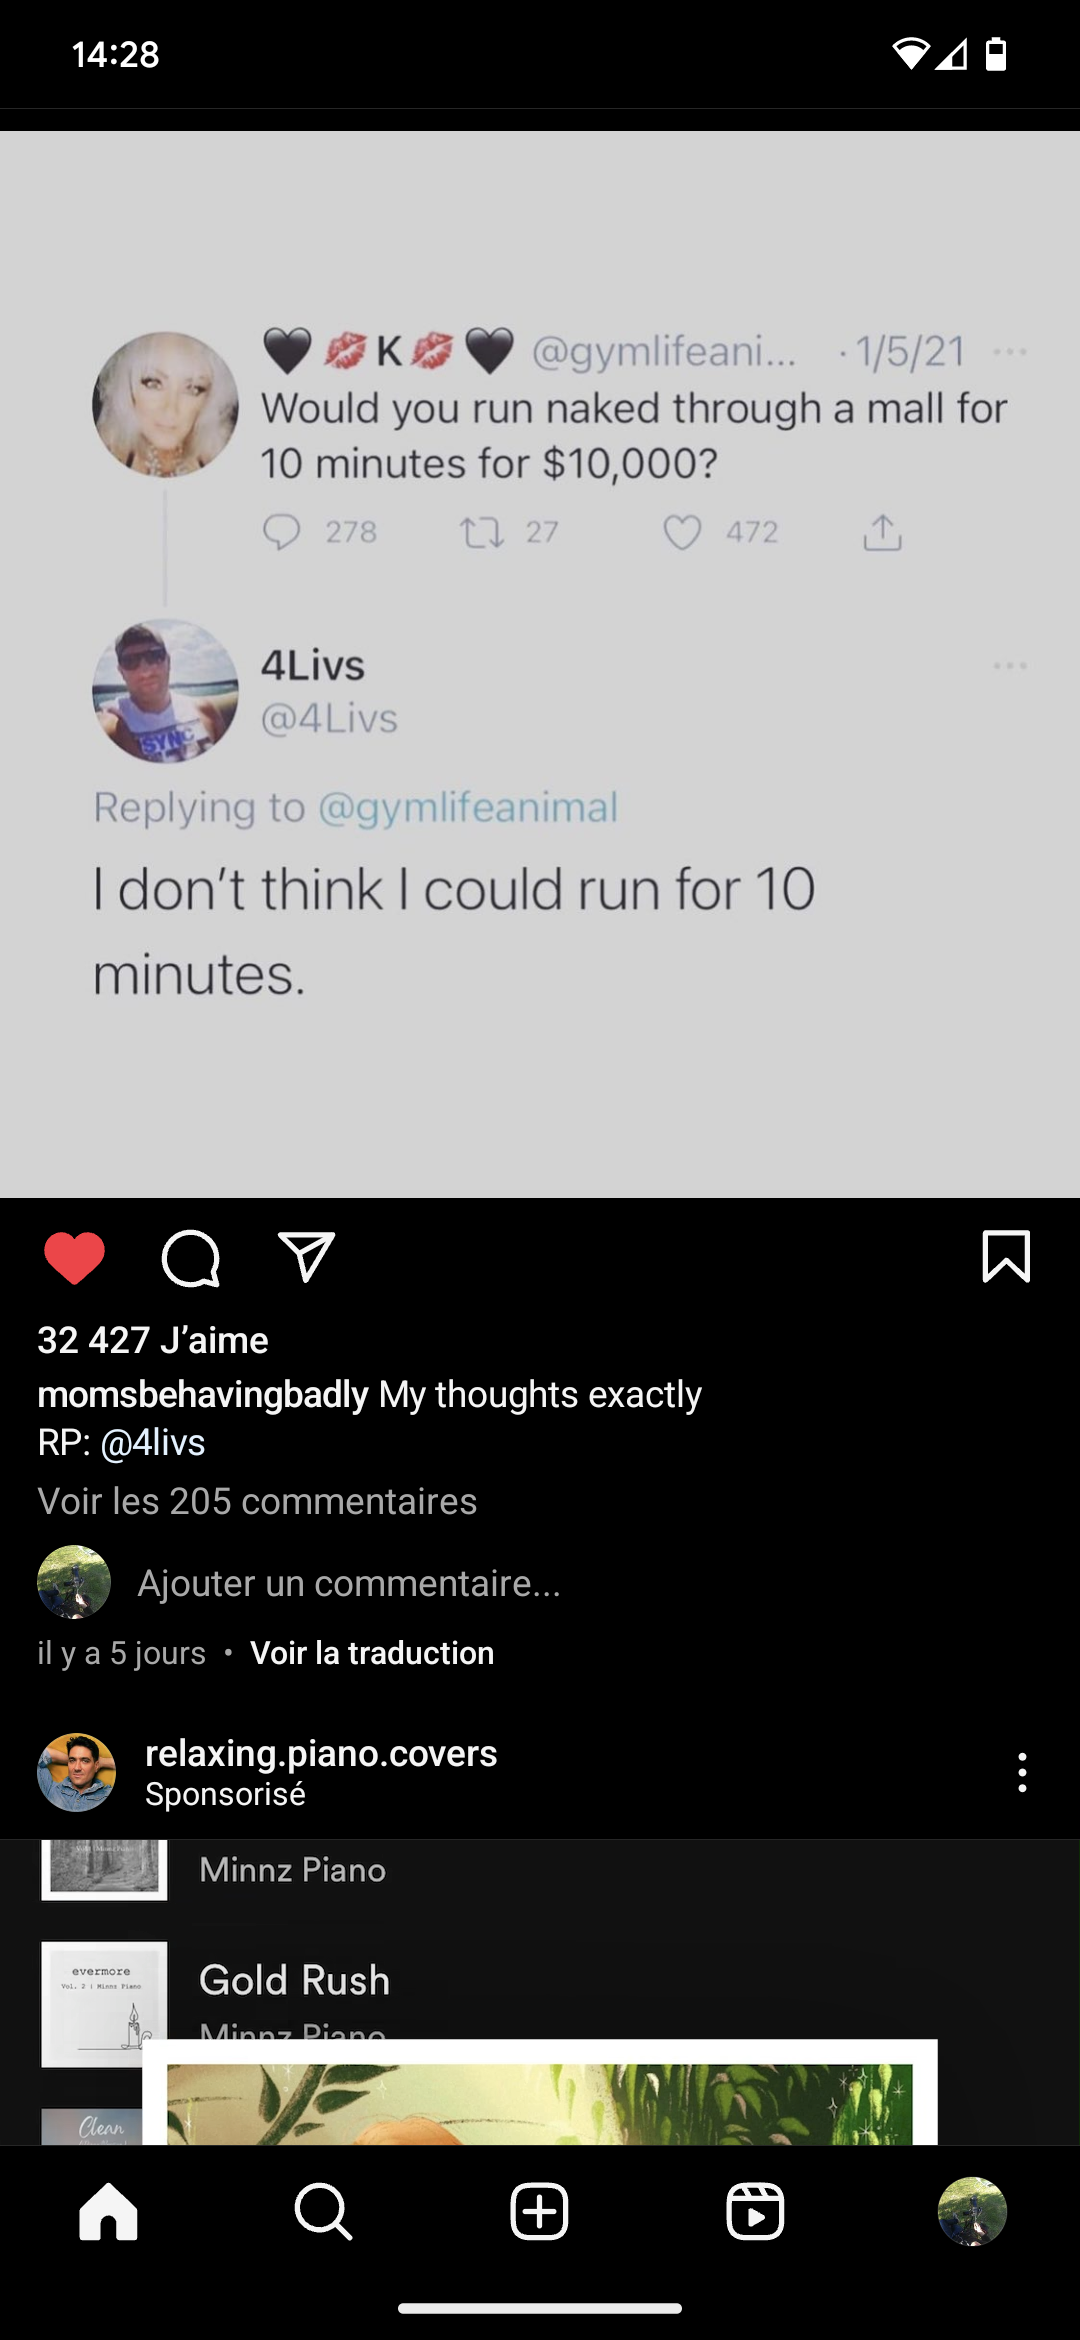 14:28
🖤💋K💋🖤 @gymlifeani... · 1/5/21
Would you run naked through a mall for
10 minutes for $10,000?
278 27 472
4Livs
@4Livs
SYNC
Replying to @gymlifeanimal
I don’t think I could run for 10
minutes.
32 427 J’aime
momsbehavingbadly My thoughts exactly
RP: @4livs
Voir les 205 commentaires
Ajouter un commentaire...
il y a 5 jours • Voir la traduction
relaxing.piano.covers
Sponsorisé
Minnz Piano
evermore
Vol. 2 | Minnz Piano
Gold Rush
Minnz Piano
Clean